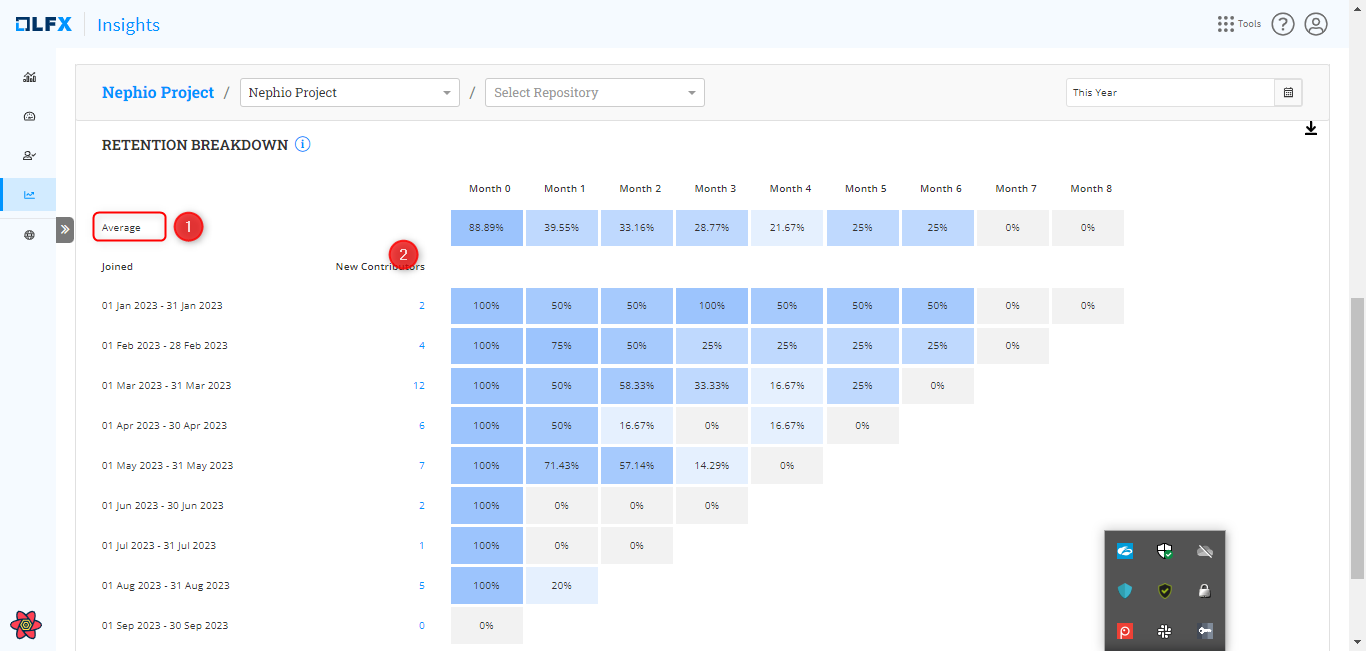 LFX Insights Tools ?
Nephio Project / Nephio Project / Select Repository This Year
RETENTION BREAKDOWN i
Month 0 Month 1 Month 2 Month 3 Month 4 Month 5 Month 6 Month 7 Month 8
Average 1 88.89% 39.55% 33.16% 28.77% 21.67% 25% 25% 0% 0%
2
Joined New Contributors
01 Jan 2023 - 31 Jan 2023 2 100% 50% 50% 100% 50% 50% 50% 0% 0%
01 Feb 2023 - 28 Feb 2023 4 100% 75% 50% 25% 25% 25% 25% 0%
01 Mar 2023 - 31 Mar 2023 12 100% 50% 58.33% 33.33% 16.67% 25% 0%
01 Apr 2023 - 30 Apr 2023 6 100% 50% 16.67% 0% 16.67% 0%
01 May 2023 - 31 May 2023 7 100% 71.43% 57.14% 14.29% 0%
01 Jun 2023 - 30 Jun 2023 2 100% 0% 0% 0%
01 Jul 2023 - 31 Jul 2023 1 100% 0% 0%
01 Aug 2023 - 31 Aug 2023 5 100% 20%
01 Sep 2023 - 30 Sep 2023 0 0%